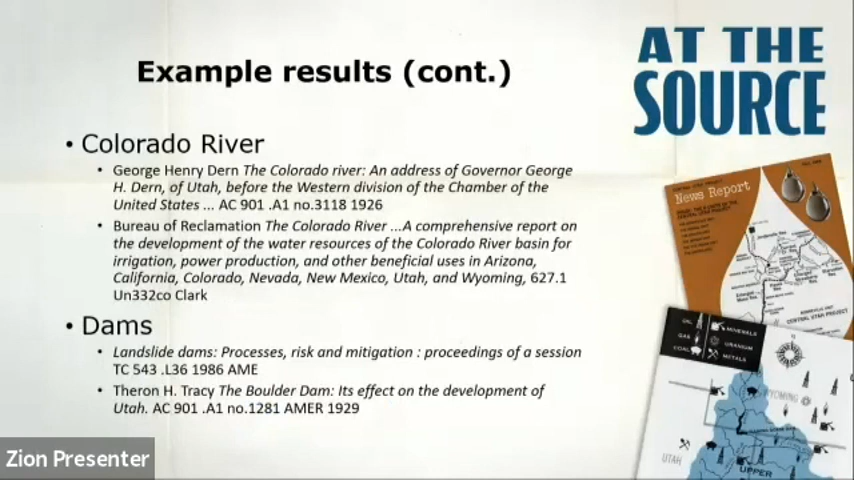 Example results (cont.)
AT THE
SOURCE
• Colorado River
• George Henry Dern The Colorado river: An address of Governor George
H. Dern, of Utah, before the Western division of the Chamber of the
United States ... AC 901 .A1 no.3118 1926
• Bureau of Reclamation The Colorado River ...A comprehensive report on
the development of the water resources of the Colorado River basin for
irrigation, power production, and other beneficial uses in Arizona,
California, Colorado, Nevada, New Mexico, Utah, and Wyoming, 627.1
Un332co Clark
• Dams
• Landslide dams: Processes, risk and mitigation : proceedings of a session
TC 543 .L36 1986 AME
• Theron H. Tracy The Boulder Dam: Its effect on the development of
Utah. AC 901 .A1 no.1281 AMER 1929
News Report
CENTRAL UTAH PROJECT
OIL
GAS
COAL
MINERALS
URANIUM
METALS
WYOMING
UTAH
UPPER
Zion Presenter